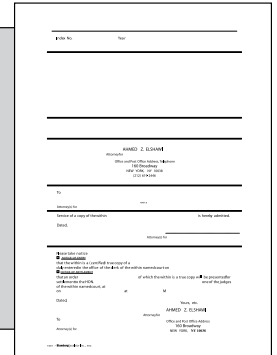 Index No. Year
AHMED Z. ELSHAWI
Attorney for
Office and Post Office Address, Telephone
160 Broadway
NEW YORK, NY 10038
To
Attorney(s) for
Service of a copy of the within is hereby admitted.
Dated,
Attorney(s) for
Please take notice
that the within is a (certified) true copy of a
duly entered in the office of the clerk of the within named court on
that an order of which the within is a true copy will be presented for
settlement to the HON. one of the judges
of the within named court, at
on at M
Dated,
Yours, etc.
AHMED Z. ELSHAWI
Attorney for
To
Office and Post Office Address
160 Broadway
Attorney(s) for
NEW YORK, NY 10038